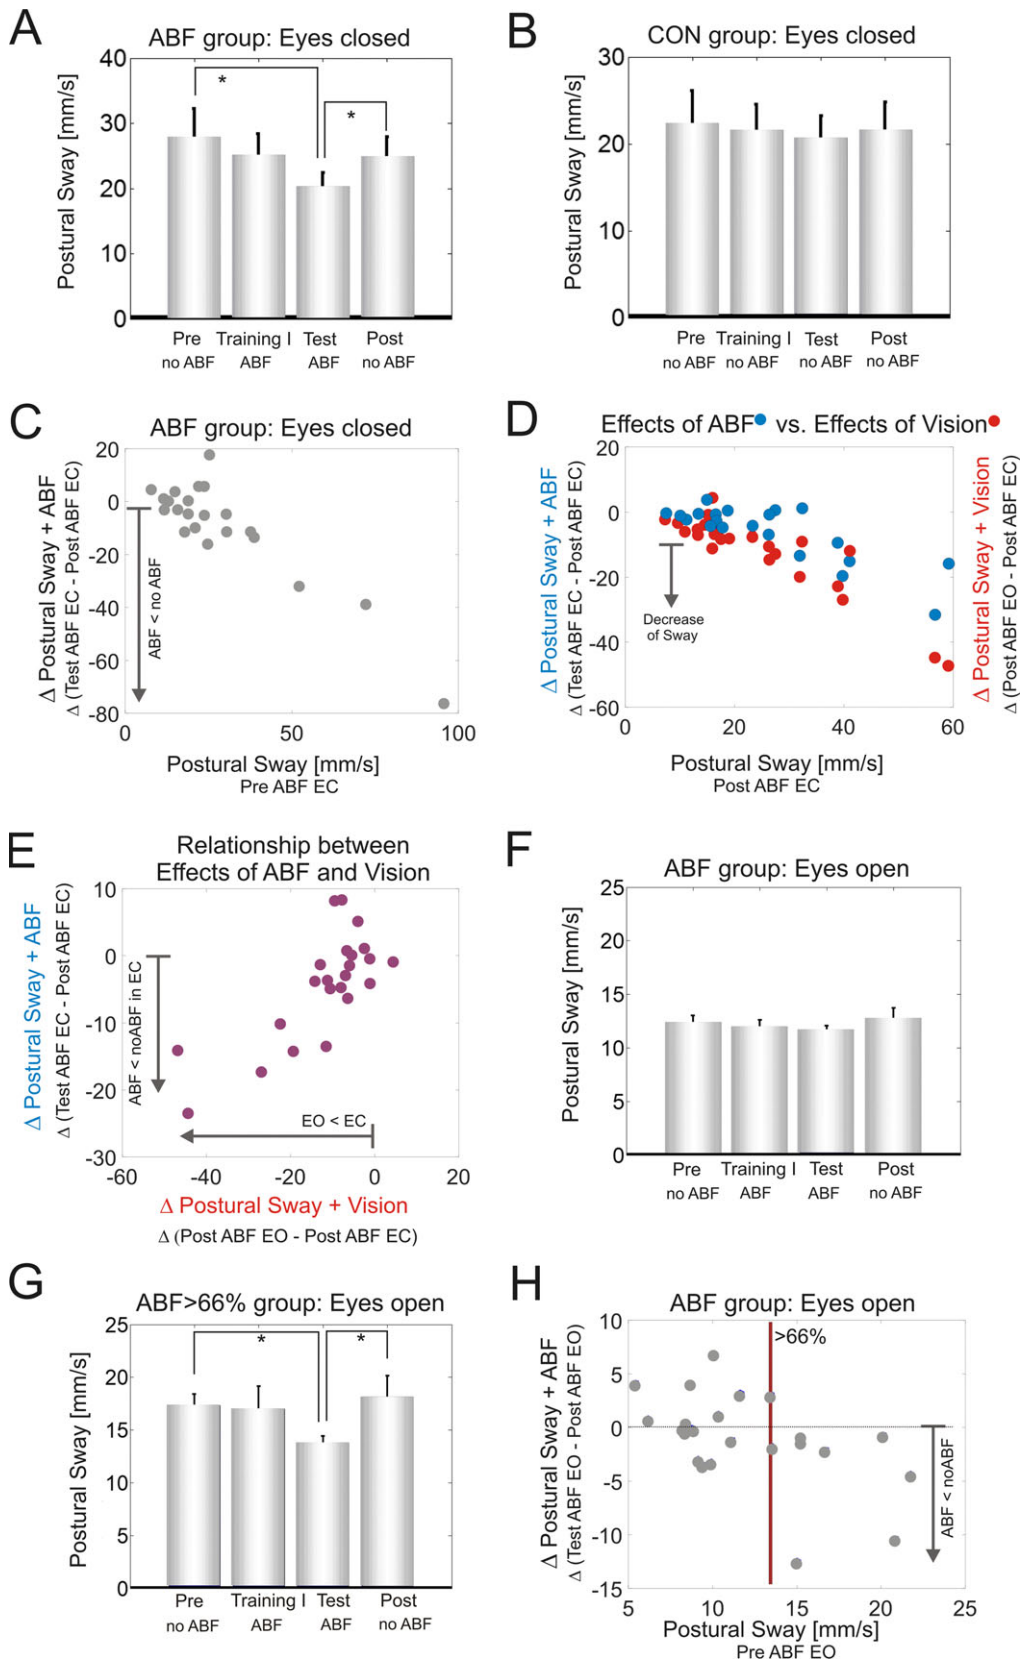 A
ABF group: Eyes closed
Postural Sway [mm/s]
40
30
20
10
0
*
*
Pre
no ABF
Training I
ABF
Test
ABF
Post
no ABF
B
CON group: Eyes closed
Postural Sway [mm/s]
30
20
10
0
Pre
no ABF
Training I
no ABF
Test
no ABF
Post
no ABF
C
ABF group: Eyes closed
Δ Postural Sway + ABF
Δ (Test ABF EC - Post ABF EC)
20
0
-20
-40
-60
-80
ABF < no ABF
0
50
100
Postural Sway [mm/s]
Pre ABF EC
D
Effects of ABF vs. Effects of Vision
Δ Postural Sway + ABF
Δ (Test ABF EC - Post ABF EC)
20
0
-20
-40
-60
Decrease
of Sway
0
20
40
60
Postural Sway [mm/s]
Post ABF EC
Δ Postural Sway + Vision
Δ (Post ABF EO - Post ABF EC)
E
Relationship between
Effects of ABF and Vision
Δ Postural Sway + ABF
Δ (Test ABF EC - Post ABF EC)
10
0
-10
-20
-30
ABF < noABF in EC
EO < EC
-60
-40
-20
0
20
Δ Postural Sway + Vision
Δ (Post ABF EO - Post ABF EC)
F
ABF group: Eyes open
Postural Sway [mm/s]
25
20
15
10
5
0
Pre
no ABF
Training I
ABF
Test
ABF
Post
no ABF
G
ABF>66% group: Eyes open
Postural Sway [mm/s]
25
20
15
10
5
0
*
*
Pre
no ABF
Training I
ABF
Test
ABF
Post
no ABF
H
ABF group: Eyes open
Δ Postural Sway + ABF
Δ (Test ABF EO - Post ABF EO)
10
5
0
-5
-10
-15
>66%
ABF < noABF
5
10
15
20
25
Postural Sway [mm/s]
Pre ABF EO